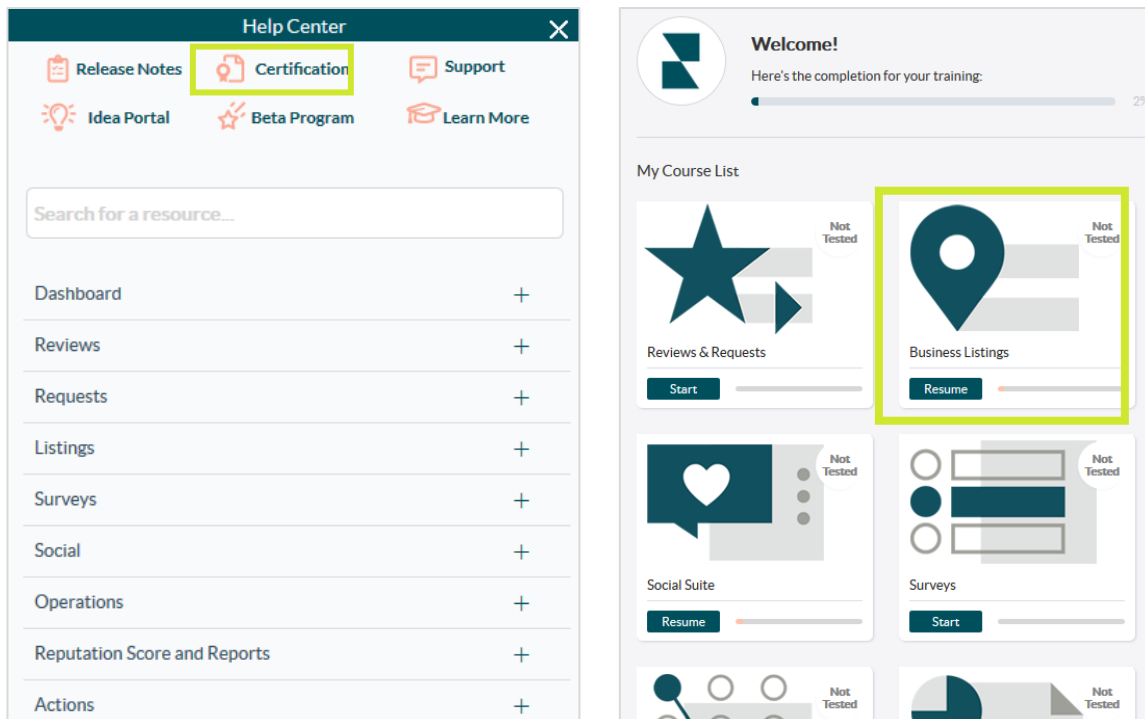 Help Center
Release Notes
Certification
Support
Idea Portal
Beta Program
Learn More
Search for a resource...
Dashboard
Reviews
Requests
Listings
Surveys
Social
Operations
Reputation Score and Reports
Actions
Welcome!
Here's the completion for your training:
My Course List
Not
Tested
Reviews & Requests
Start
Not
Tested
Business Listings
Resume
Not
Tested
Social Suite
Resume
Not
Tested
Surveys
Start
Not
Tested
Not
Tested